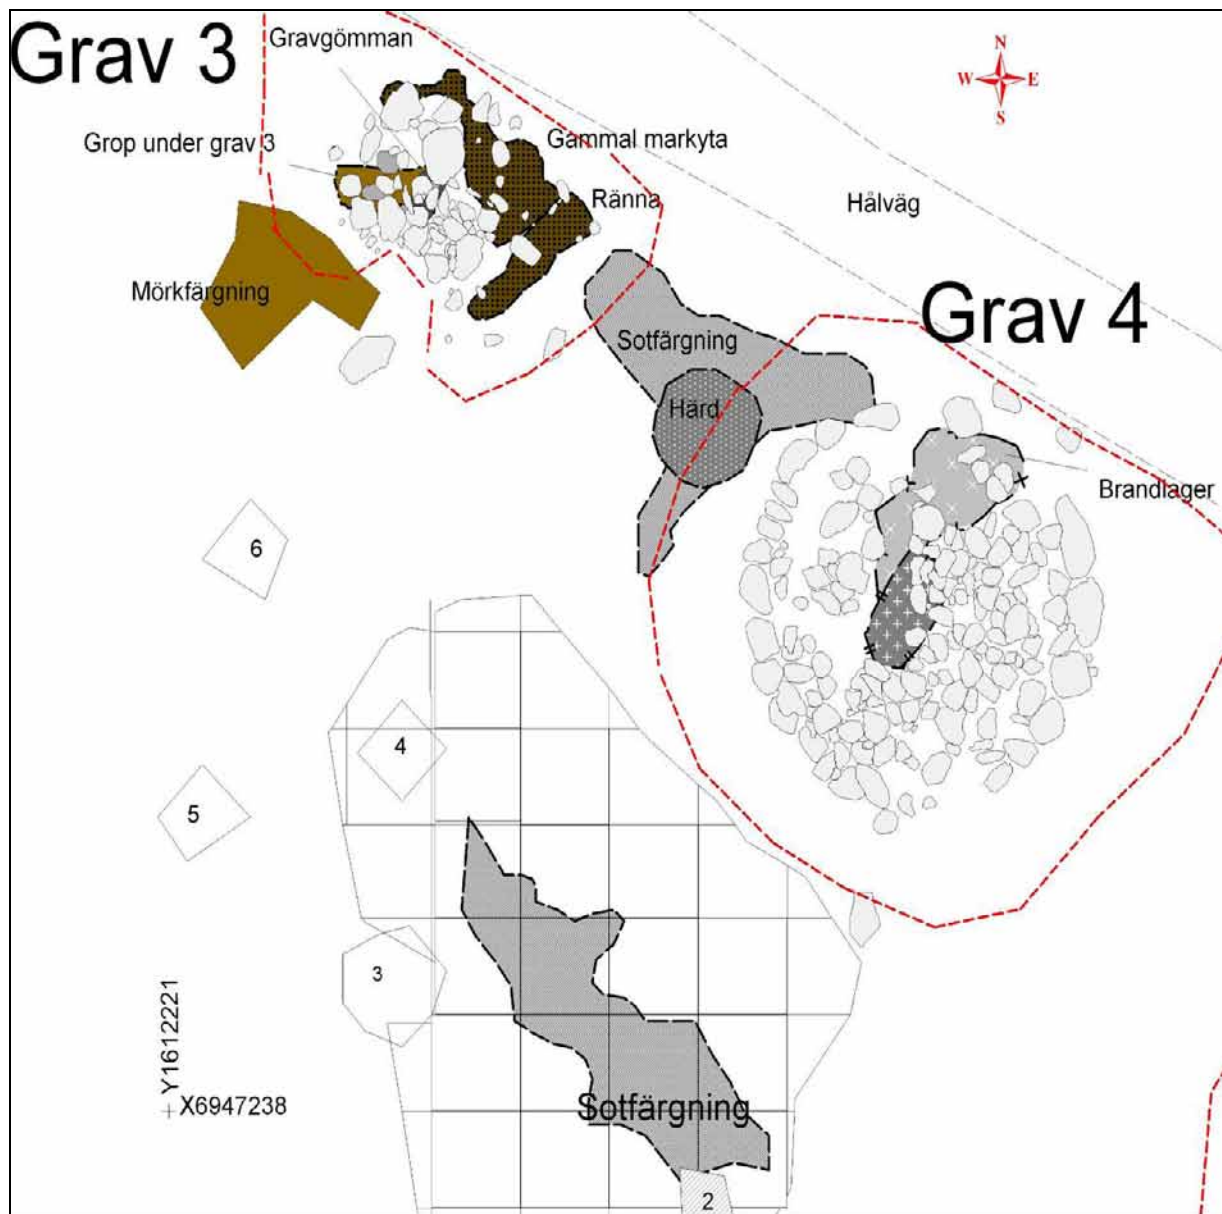 Grav 3
Gravgömman
N
W E
S
Grop under grav 3
Gammal markyta
Ränna
Hålväg
Mörkfärgning
Grav 4
Sotfärgning
Härd
Brandlager
6
4
5
3
Y1612221
X6947238
Sotfärgning
2